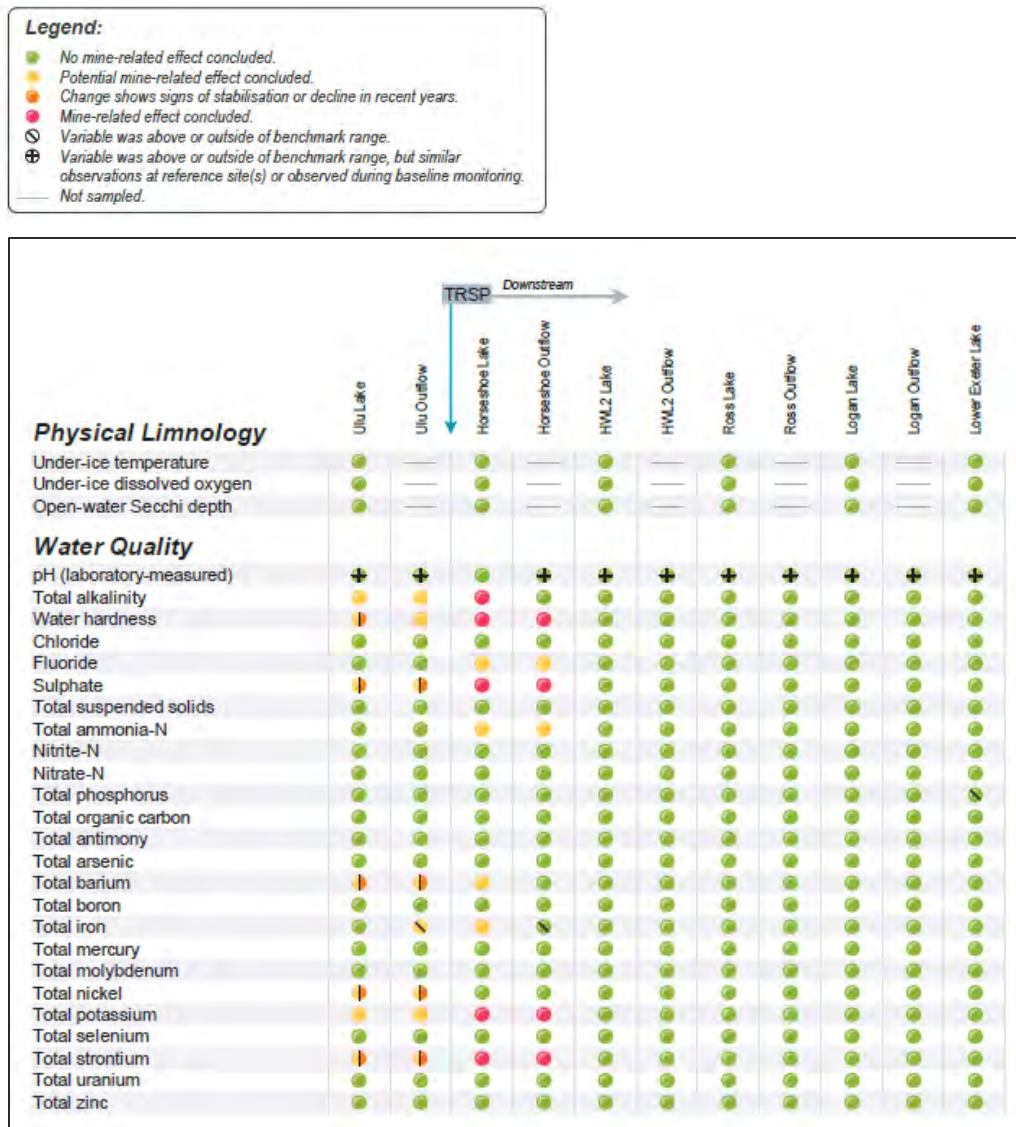 Legend:
No mine-related effect concluded.
Potential mine-related effect concluded.
Change shows signs of stabilisation or decline in recent years.
Mine-related effect concluded.
Variable was above or outside of benchmark range.
Variable was above or outside of benchmark range, but similar
observations at reference site(s) or observed during baseline monitoring.
Not sampled.
TRSP
Downstream
Ulu Lake
Ulu Outflow
Horseshoe Lake
Horseshoe Outflow
HWL2 Lake
HWL2 Outflow
Ross Lake
Ross Outflow
Logan Lake
Logan Outflow
Lower Exeter Lake
Physical Limnology
Under-ice temperature
Under-ice dissolved oxygen
Open-water Secchi depth
Water Quality
pH (laboratory-measured)
Total alkalinity
Water hardness
Chloride
Fluoride
Sulphate
Total suspended solids
Total ammonia-N
Nitrite-N
Nitrate-N
Total phosphorus
Total organic carbon
Total antimony
Total arsenic
Total barium
Total boron
Total iron
Total mercury
Total molybdenum
Total nickel
Total potassium
Total selenium
Total strontium
Total uranium
Total zinc